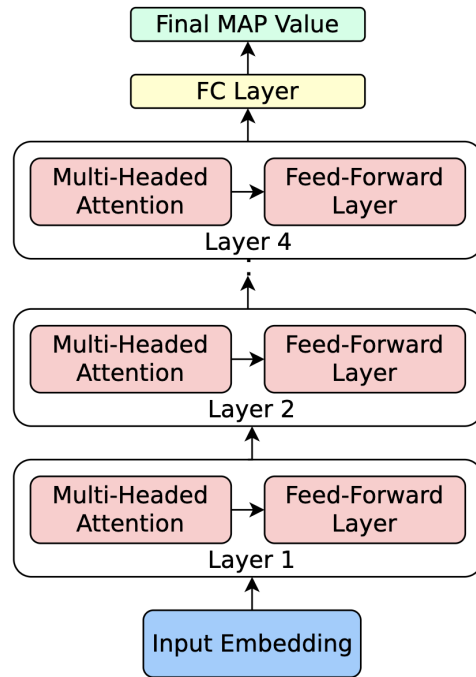 Final MAP Value
FC Layer
Multi-Headed
Attention
Feed-Forward
Layer
Layer 4
Multi-Headed
Attention
Feed-Forward
Layer
Layer 2
Multi-Headed
Attention
Feed-Forward
Layer
Layer 1
Input Embedding